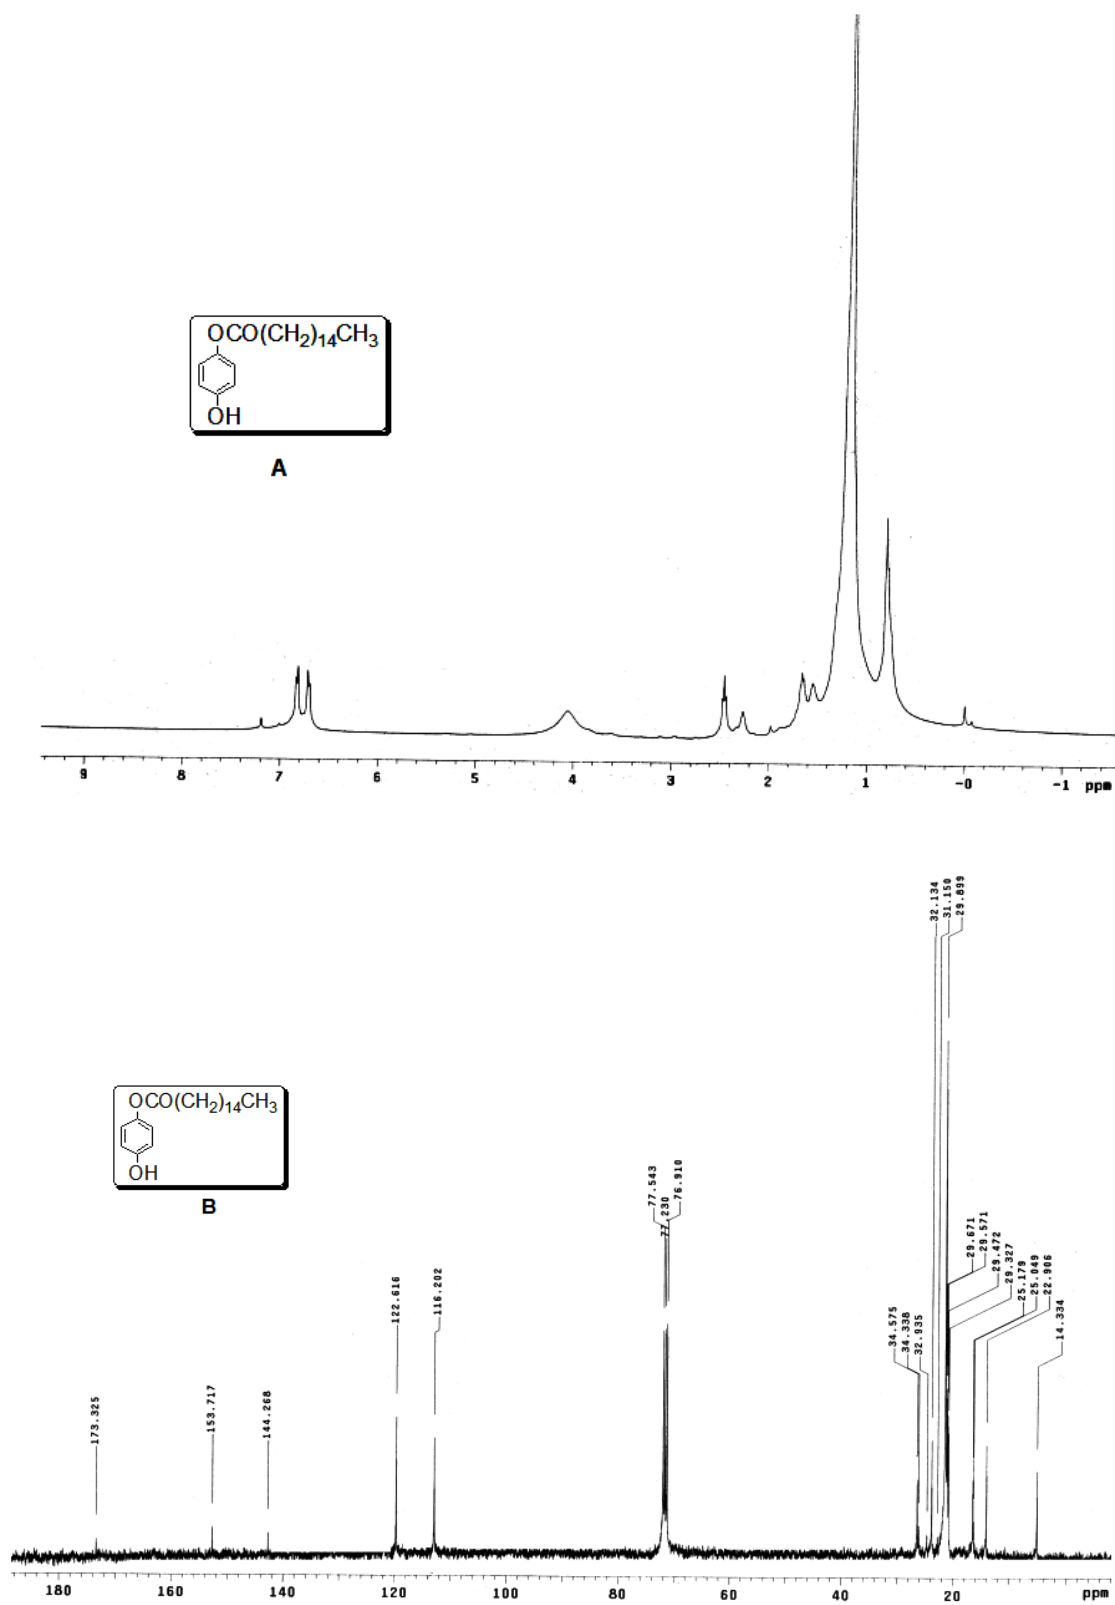 OCO(CH2)14CH3
OH
A
9 8 7 6 5 4 3 2 1 -0 -1 ppm
32.134
31.150
29.899
OCO(CH2)14CH3
OH
B
173.325
153.717
144.268
122.616
116.202
77.543
77.230
76.910
34.575
34.338
32.935
29.671
29.571
29.472
29.327
25.179
25.049
22.906
14.334
180 160 140 120 100 80 60 40 20 ppm